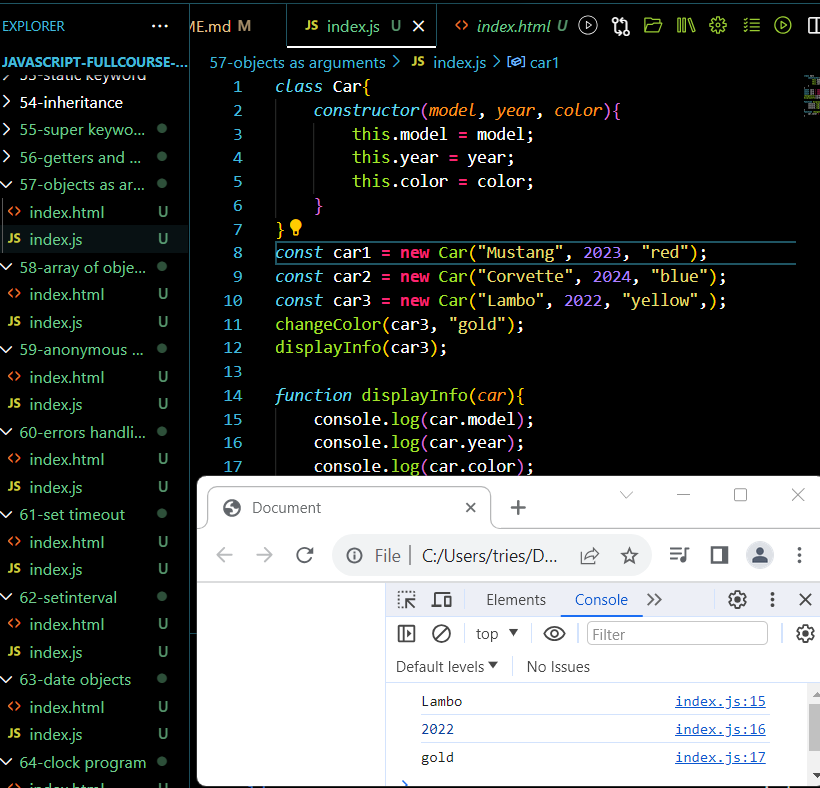 EXPLORER
JAVASCRIPT-FULLCOURSE-...
54-inheritance
55-super keywo...
56-getters and ...
57-objects as ar...
index.html U
JS index.js U
58-array of obje...
index.html U
JS index.js U
59-anonymous ...
index.html U
JS index.js U
60-errors handli...
index.html U
JS index.js U
61-set timeout
index.html U
JS index.js U
62-setinterval
index.html U
JS index.js U
63-date objects
index.html U
JS index.js U
64-clock program
ME.md M
JS index.js U
index.html U
57-objects as arguments > JS index.js > car1
1 class Car{
2 constructor(model, year, color){
3 this.model = model;
4 this.year = year;
5 this.color = color;
6 }
7 }
8 const car1 = new Car("Mustang", 2023, "red");
9 const car2 = new Car("Corvette", 2024, "blue");
10 const car3 = new Car("Lambo", 2022, "yellow",);
11 changeColor(car3, "gold");
12 displayInfo(car3);
13
14 function displayInfo(car){
15 console.log(car.model);
16 console.log(car.year);
17 console.log(car.color);
Document
File | C:/Users/tries/D...
Elements Console
top Filter
Default levels No Issues
Lambo index.js:15
2022 index.js:16
gold index.js:17